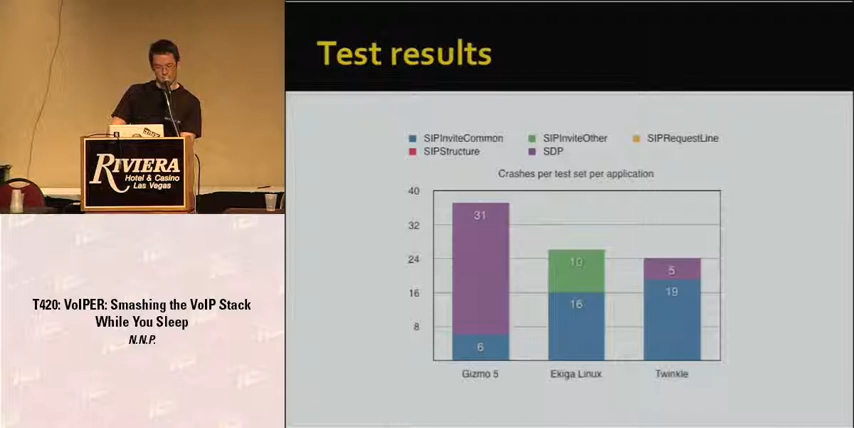 RIVIERA
Hotel & Casino
Las Vegas
T420: VoIPER: Smashing the VoIP Stack
While You Sleep
N.N.P.
Test results
SIPInviteCommon
SIPInviteOther
SIPRequestLine
SIPStructure
SDP
Crashes per test set per application
40
32
24
16
8
31
6
10
16
5
19
Gizmo 5
Ekiga Linux
Twinkle